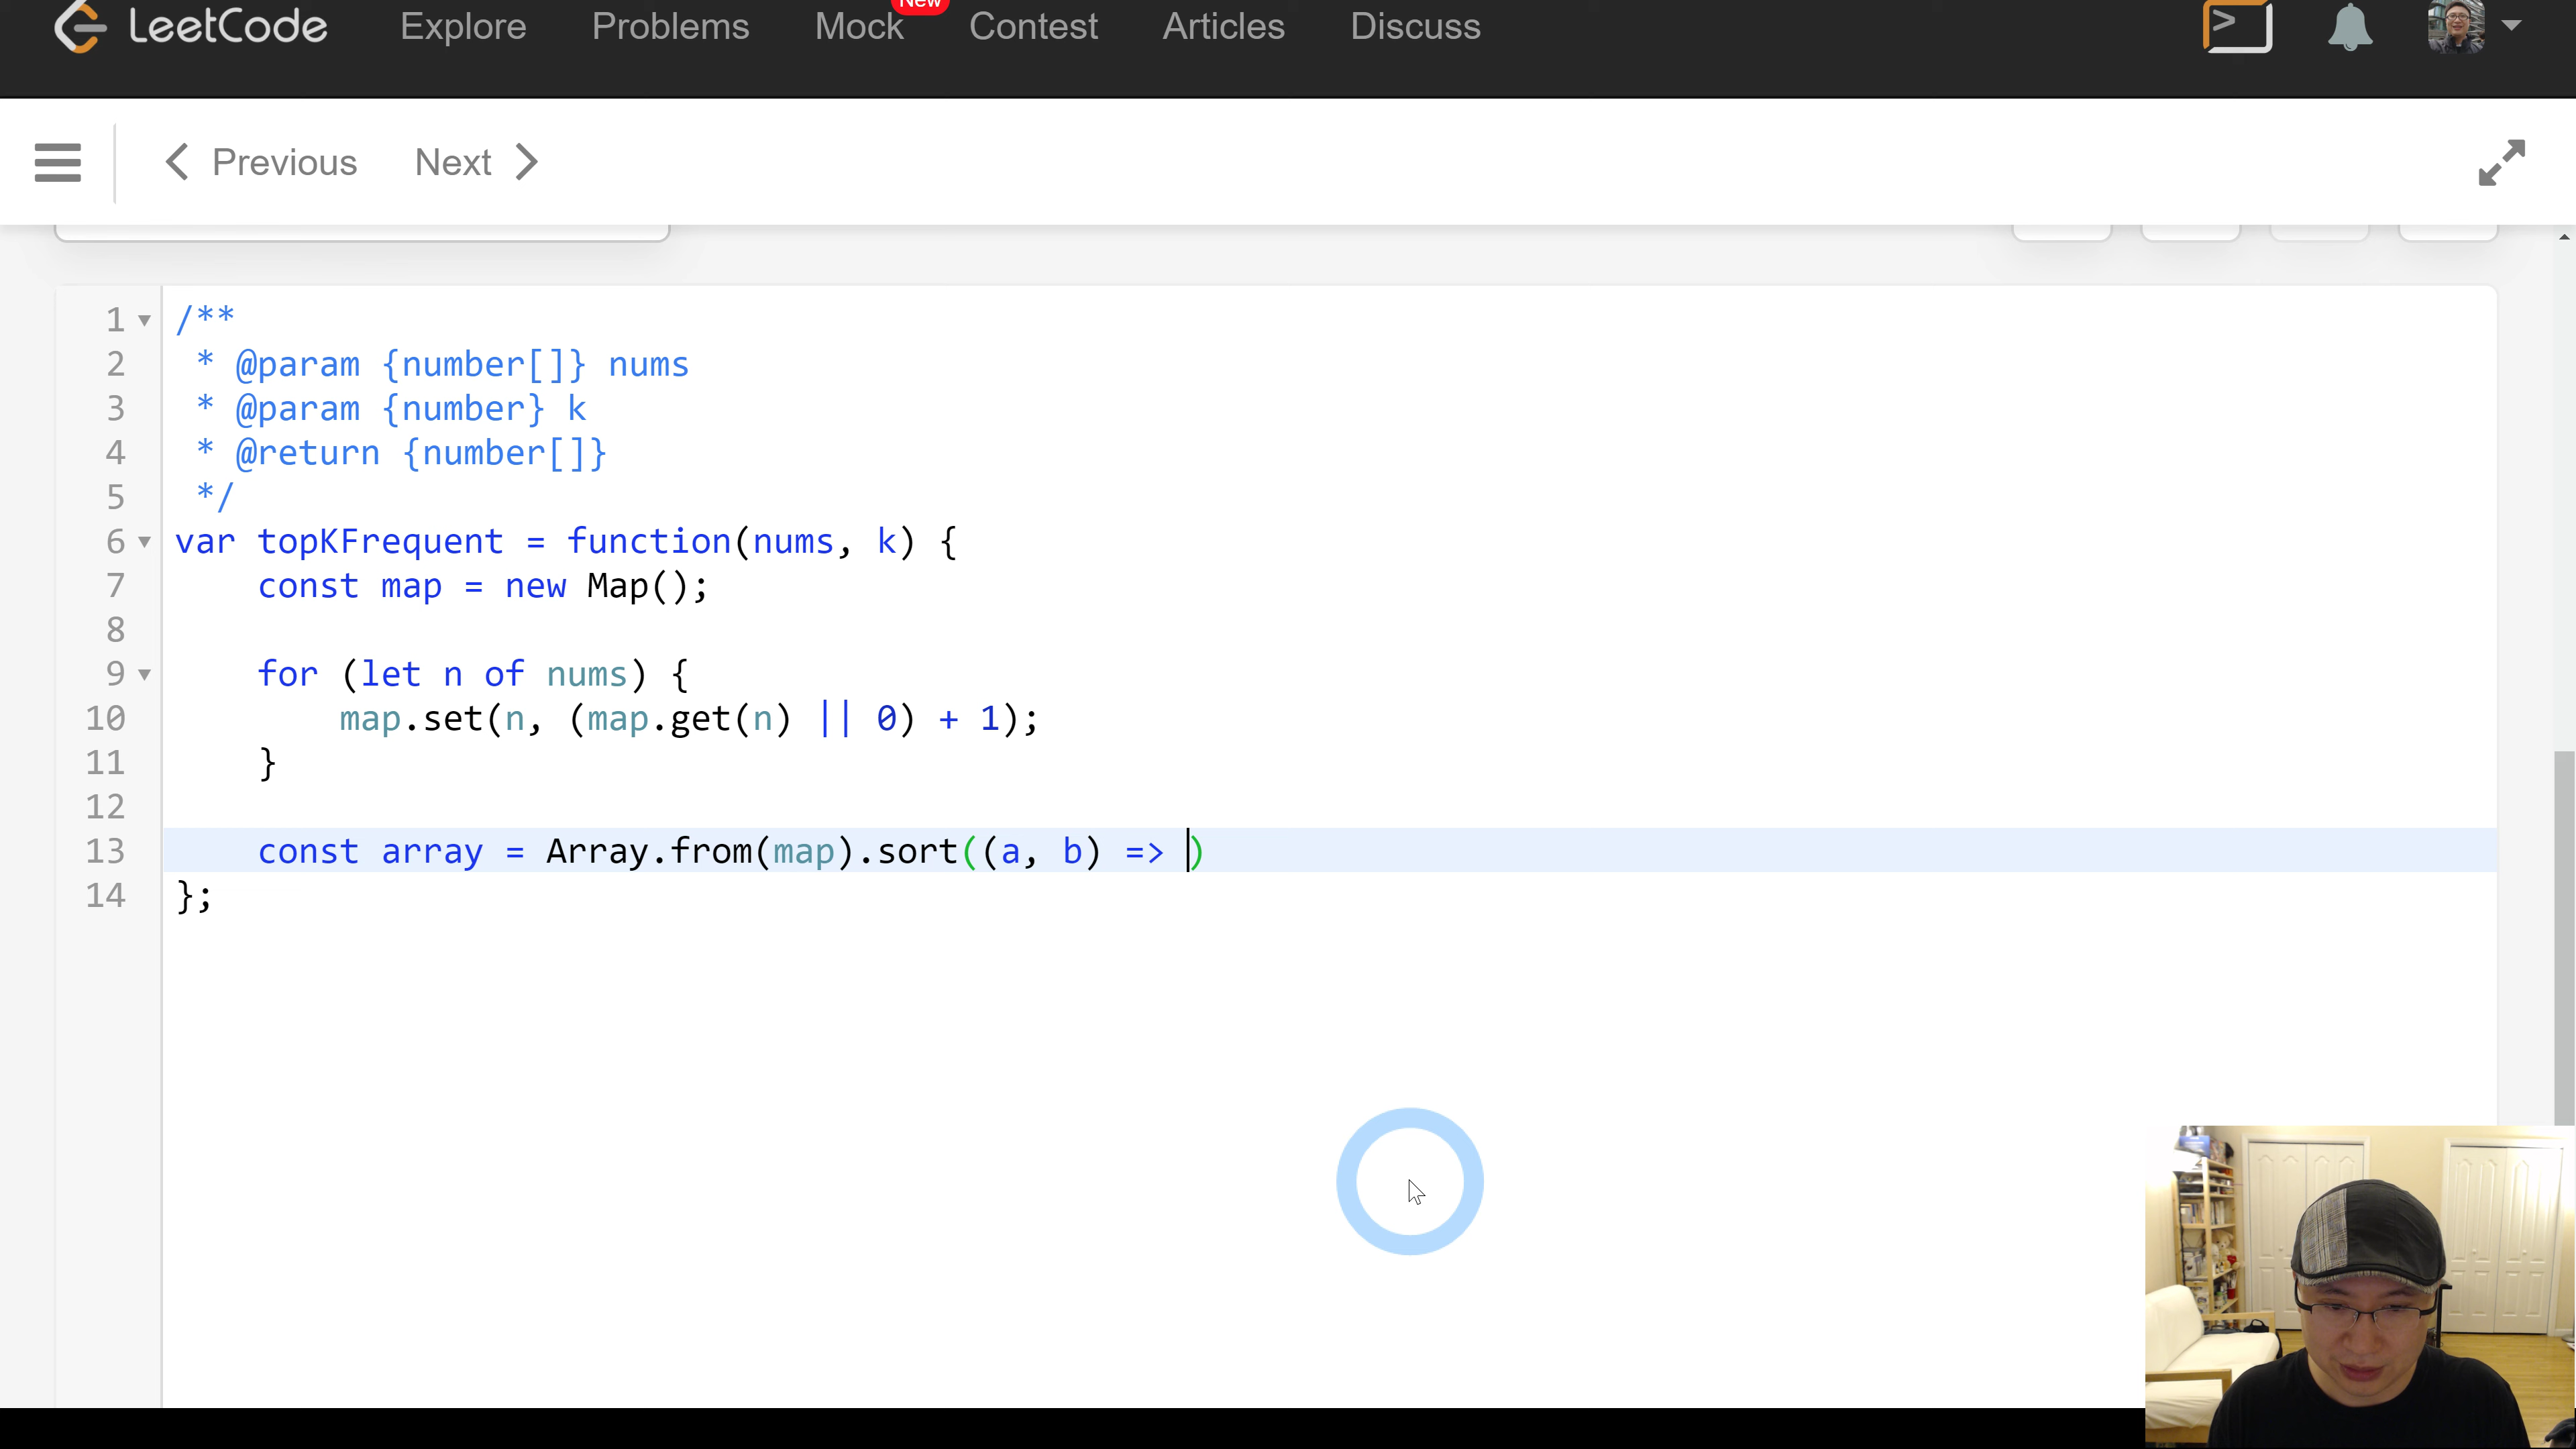 LeetCode Explore Problems Mock New Contest Articles Discuss
Previous Next
1 /**
2 * @param {number[]} nums
3 * @param {number} k
4 * @return {number[]}
5 */
6 var topKFrequent = function(nums, k) {
7 const map = new Map();
8
9 for (let n of nums) {
10 map.set(n, (map.get(n) || 0) + 1);
11 }
12
13 const array = Array.from(map).sort((a, b) => )
14 };